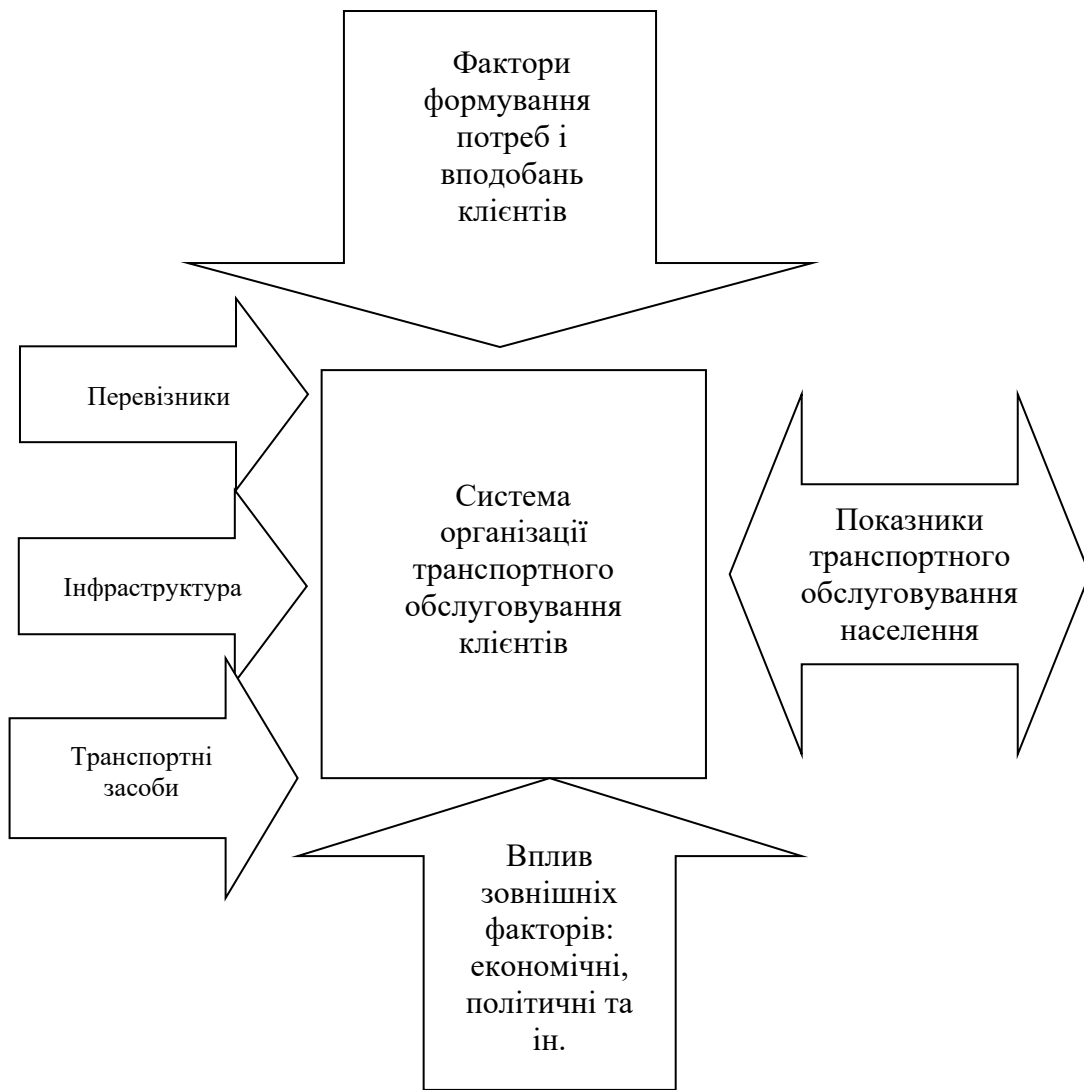 Фактори
формування
потреб і
вподобань
клієнтів
Перевізники
Інфраструктура
Транспортні
засоби
Система
організації
транспортного
обслуговування
клієнтів
Показники
транспортного
обслуговування
населення
Вплив
зовнішніх
факторів:
економічні,
політичні та
ін.